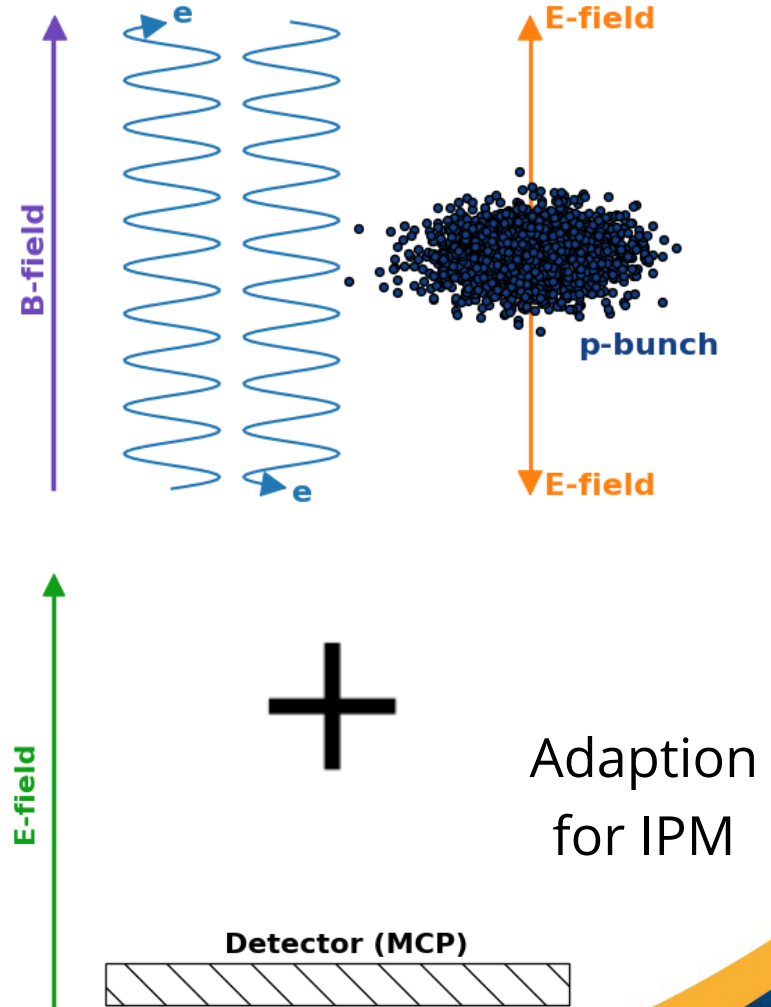 e
E-field
B-field
p-bunch
E-field
e
E-field
Adaption
for IPM
Detector (MCP)